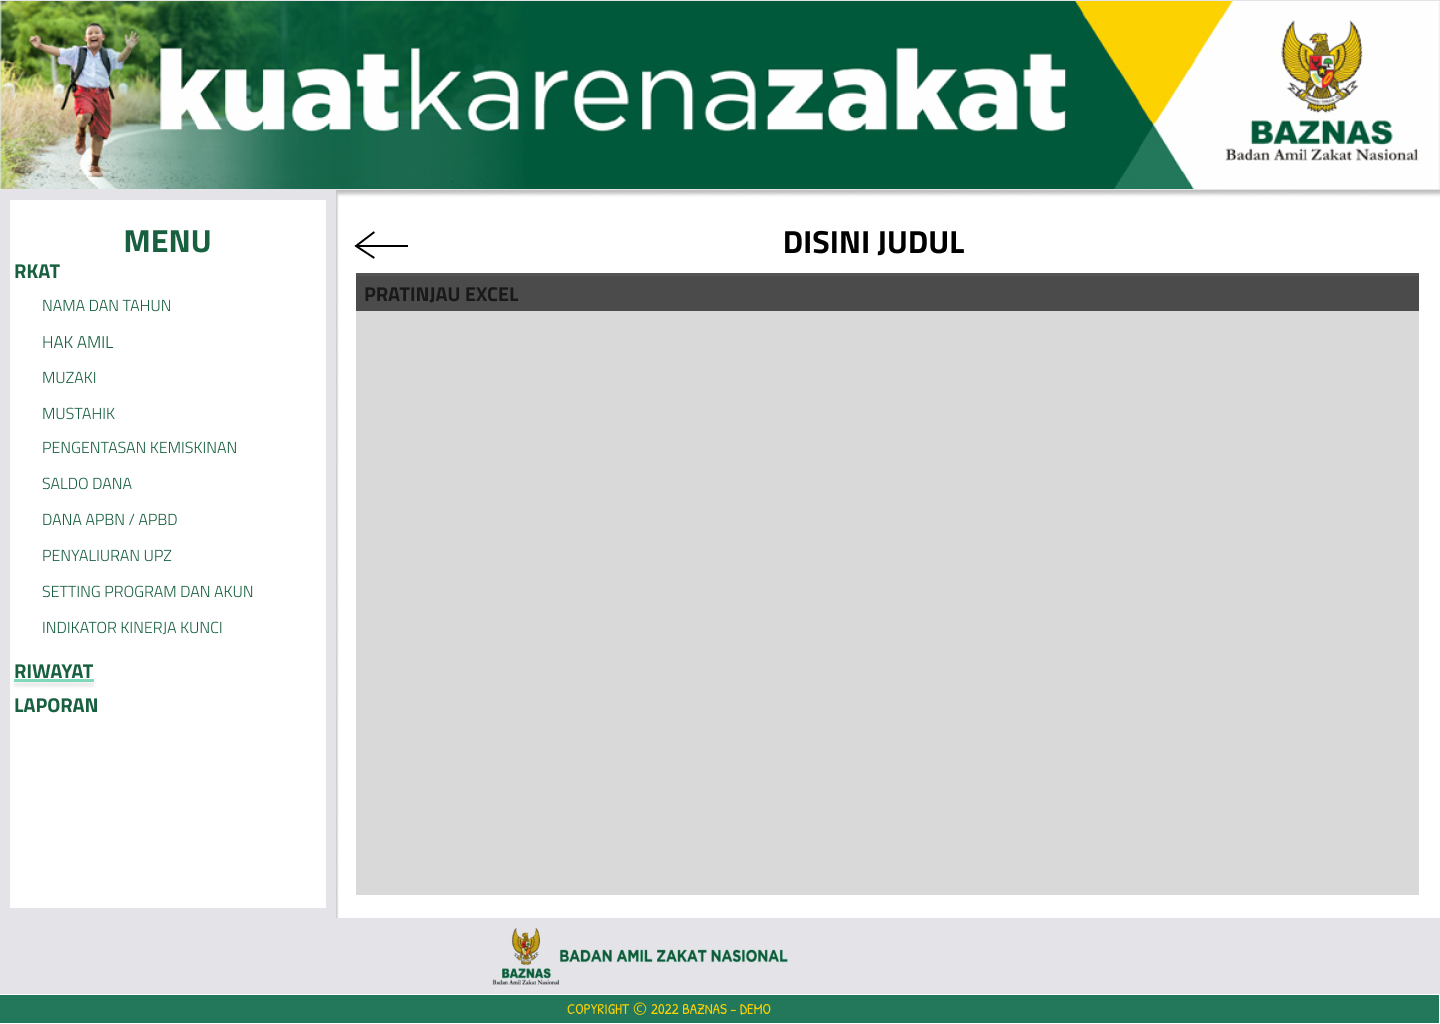 kuatkarenazakat
BAZNAS
Badan Amil Zakat Nasional
MENU
RKAT
NAMA DAN TAHUN
HAK AMIL
MUZAKI
MUSTAHIK
PENGENTASAN KEMISKINAN
SALDO DANA
DANA APBN / APBD
PENYALIURAN UPZ
SETTING PROGRAM DAN AKUN
INDIKATOR KINERJA KUNCI
RIWAYAT
LAPORAN
DISINI JUDUL
PRATINJAU EXCEL
BAZNAS
Badan Amil Zakat Nasional
BADAN AMIL ZAKAT NASIONAL
COPYRIGHT © 2022 BAZNAS - DEMO